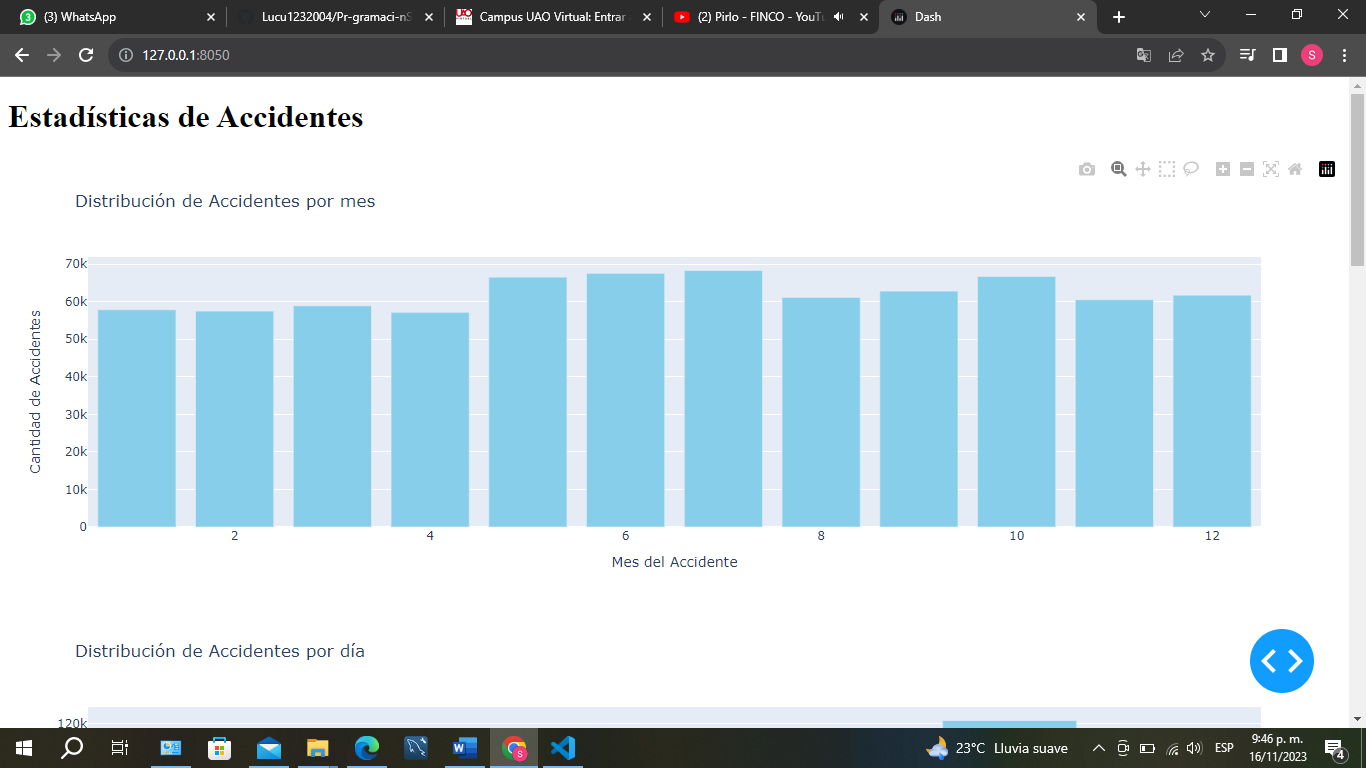 (3) WhatsApp
Lucu1232004/Pr-gramaci-nS
Campus UAO Virtual: Entrar
(2) Pirlo - FINCO - YouTu
Dash
127.0.0.1:8050
S
Estadísticas de Accidentes
Distribución de Accidentes por mes
70k
60k
50k
40k
30k
20k
10k
0
Cantidad de Accidentes
2 4 6 8 10 12
Mes del Accidente
Distribución de Accidentes por día
120k
23°C Lluvia suave
ESP
9:46 p. m.
16/11/2023
4